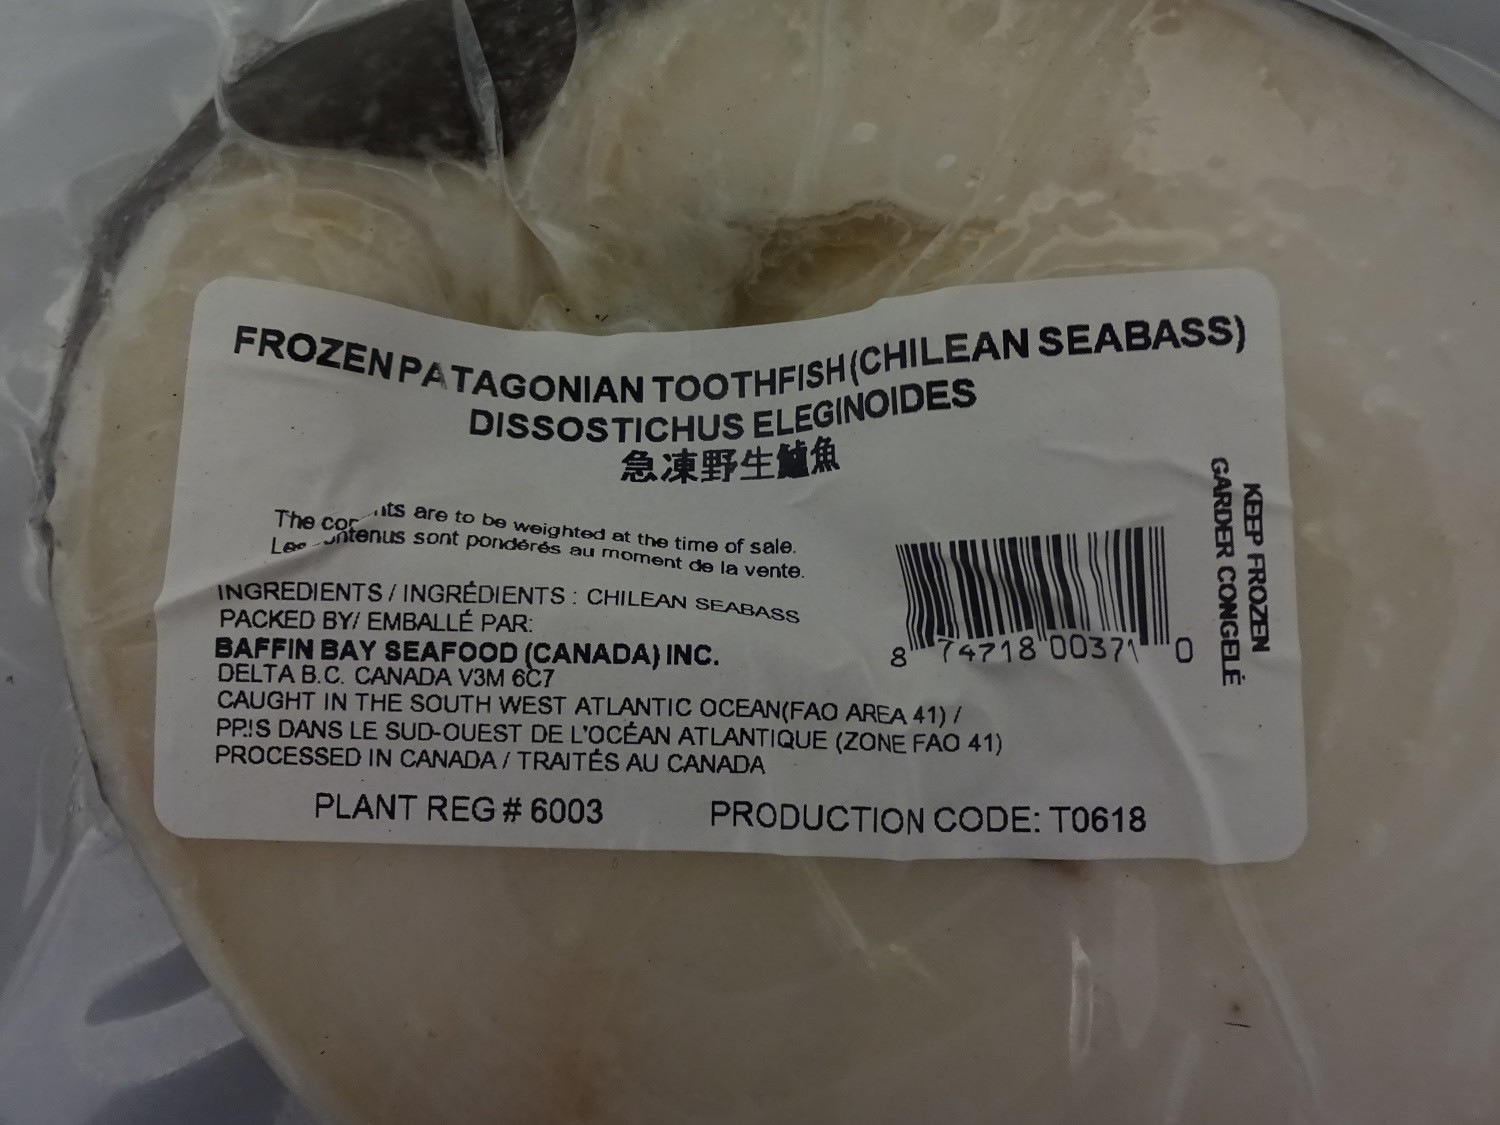 FROZEN PATAGONIAN TOOTHFISH (CHILEAN SEABASS)
DISSOSTICHUS ELEGINOIDES
急凍野生鱸魚
The are to be weighted at the time of sale.
sont pondérés au moment de la vente.
INGREDIENTS / INGRÉDIENTS : CHILEAN SEABASS
PACKED BY/ EMBALLÉ PAR:
BAFFIN BAY SEAFOOD (CANADA) INC.
DELTA B.C. CANADA V3M 6C7
CAUGHT IN THE SOUTH WEST ATLANTIC OCEAN(FAO AREA 41) /
PRIS DANS LE SUD-OUEST DE L'OCÉAN ATLANTIQUE (ZONE FAO 41)
PROCESSED IN CANADA / TRAITÉS AU CANADA
PLANT REG # 6003 PRODUCTION CODE: T0618
8 74718 00371 0
KEEP FROZEN
GARDER CONGELÉ